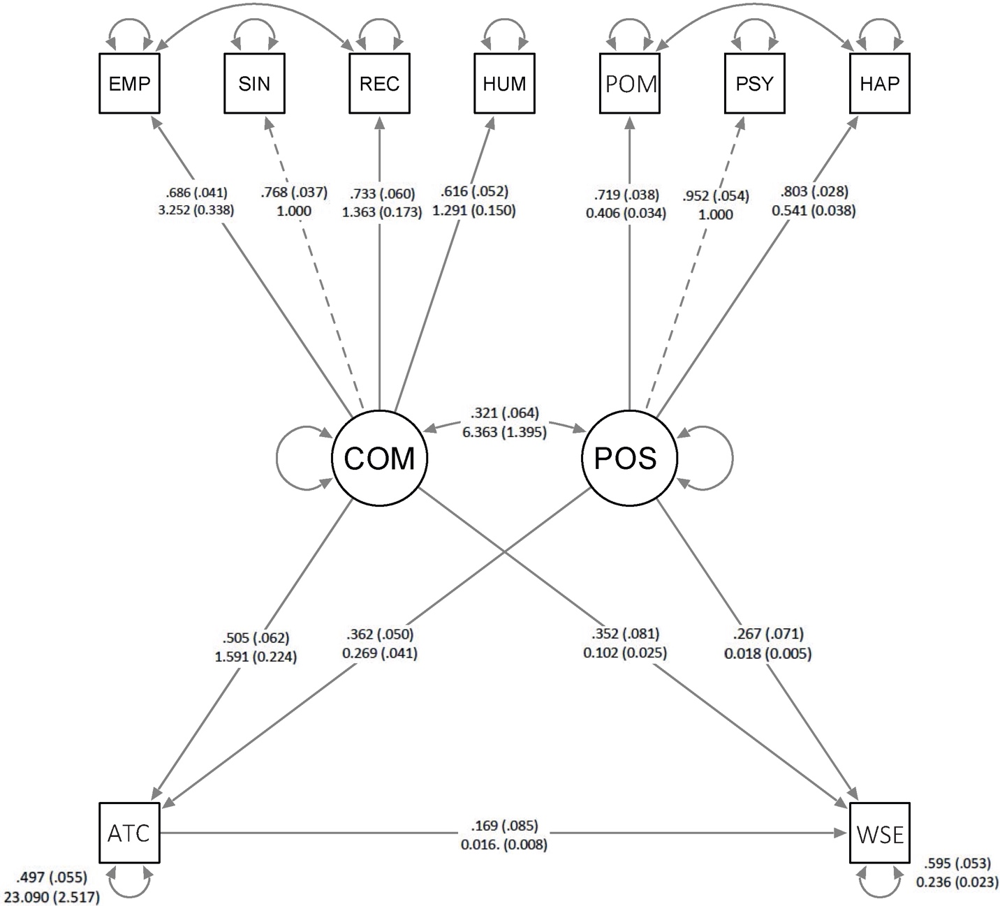 EMP
SIN
REC
HUM
POM
PSY
HAP
.686 (.041)
3.252 (0.338)
.768 (.037)
1.000
.733 (.060)
1.363 (0.173)
.616 (.052)
1.291 (0.150)
.719 (.038)
0.406 (0.034)
.952 (.054)
1.000
.803 (.028)
0.541 (0.038)
.321 (.064)
6.363 (1.395)
COM
POS
.505 (.062)
1.591 (0.224)
.362 (.050)
0.269 (.041)
.352 (.081)
0.102 (0.025)
.267 (.071)
0.018 (0.005)
ATC
.169 (.085)
0.016. (0.008)
WSE
.497 (.055)
23.090 (2.517)
.595 (.053)
0.236 (0.023)